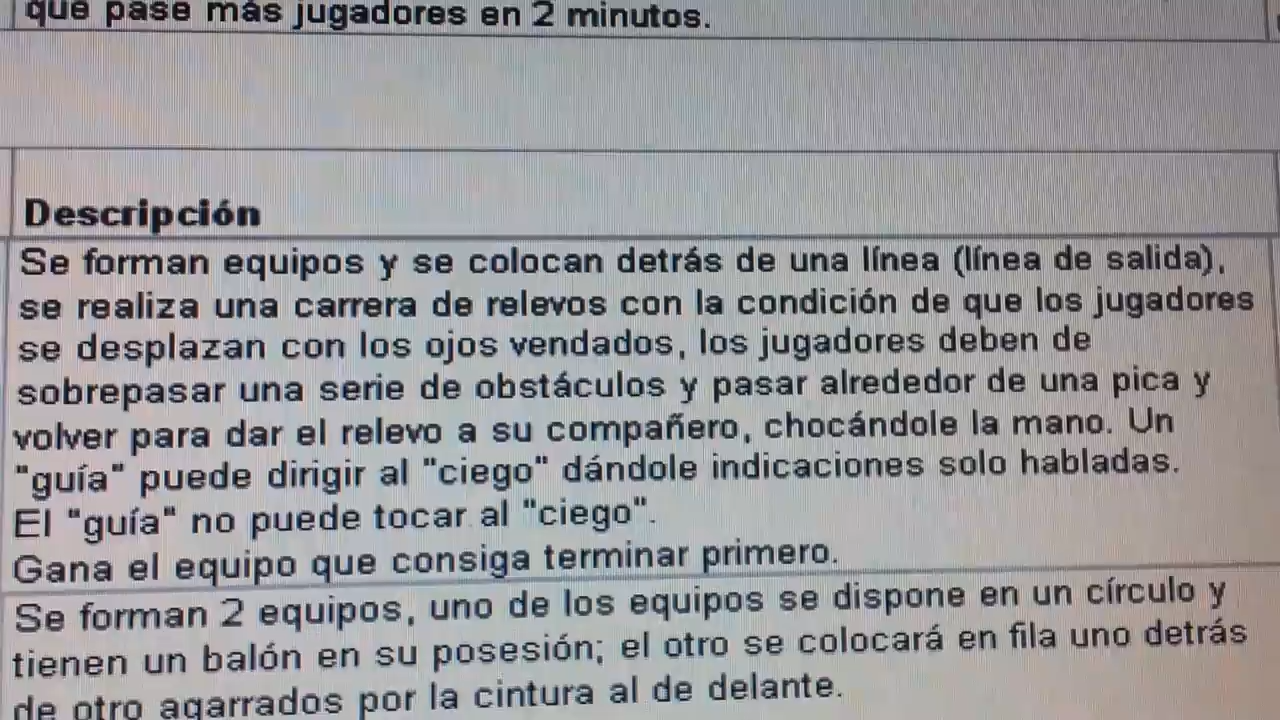 que pase más jugadores en 2 minutos.
Descripción
Se forman equipos y se colocan detrás de una línea (línea de salida),
se realiza una carrera de relevos con la condición de que los jugadores
se desplazan con los ojos vendados, los jugadores deben de
sobrepasar una serie de obstáculos y pasar alrededor de una pica y
volver para dar el relevo a su compañero, chocándole la mano. Un
"guía" puede dirigir al "ciego" dándole indicaciones solo habladas.
El "guía" no puede tocar al "ciego".
Gana el equipo que consiga terminar primero.
Se forman 2 equipos, uno de los equipos se dispone en un círculo y
tienen un balón en su posesión; el otro se colocará en fila uno detrás
de otro agarrados por la cintura al de delante.